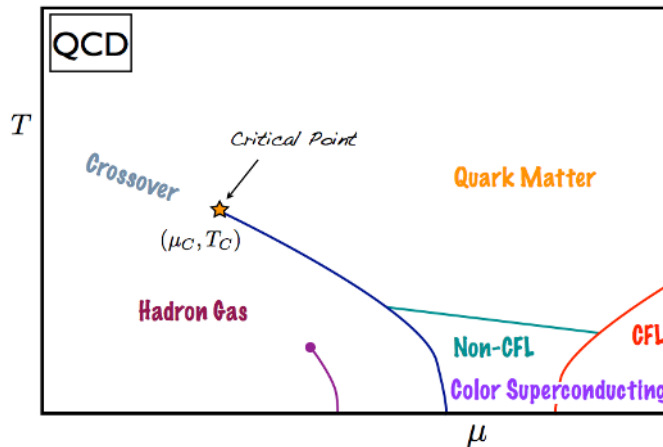 QCD
T
Critical Point
Crossover
Quark Matter
(μ_C, T_C)
Hadron Gas
Non-CFL
CFL
Color Superconducting
μ